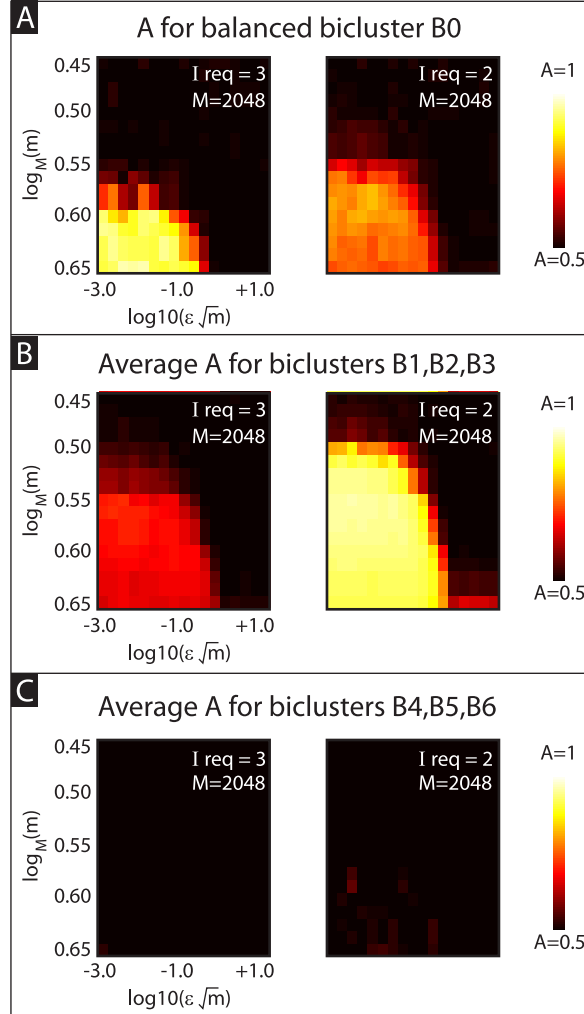 A
A for balanced bicluster B0
I req = 3
M=2048
I req = 2
M=2048
A=1
A=0.5
0.45
0.50
0.55
0.60
0.65
log_M(m)
-3.0 -1.0 +1.0
log10(ε√m)
B
Average A for biclusters B1,B2,B3
I req = 3
M=2048
I req = 2
M=2048
A=1
A=0.5
0.45
0.50
0.55
0.60
0.65
log_M(m)
-3.0 -1.0 +1.0
log10(ε√m)
C
Average A for biclusters B4,B5,B6
I req = 3
M=2048
I req = 2
M=2048
A=1
A=0.5
0.45
0.50
0.55
0.60
0.65
log_M(m)
-3.0 -1.0 +1.0
log10(ε√m)